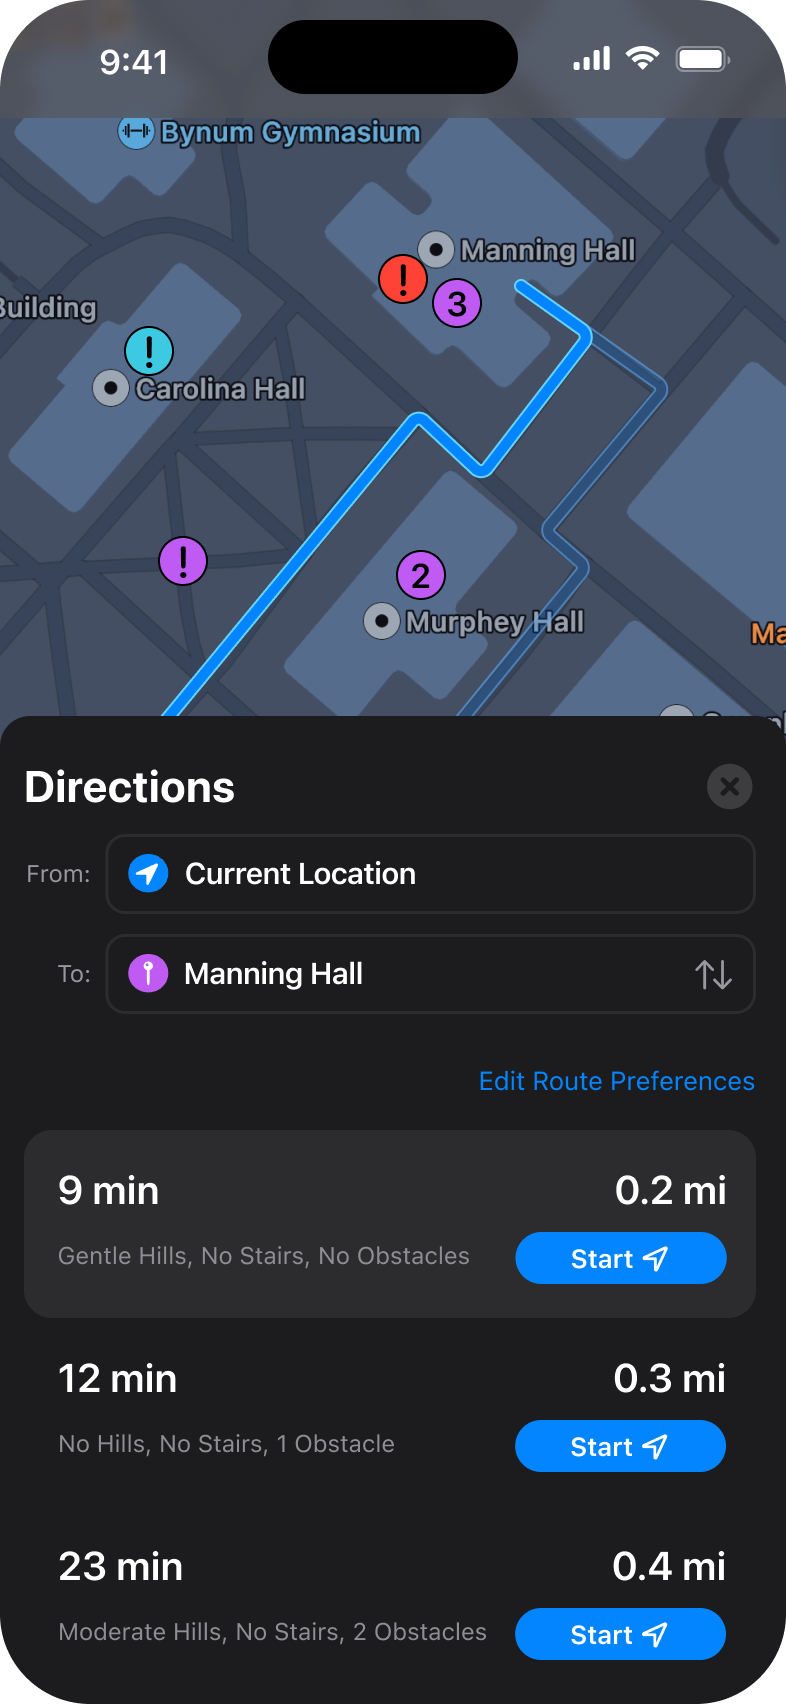 9:41
Bynum Gymnasium
Manning Hall
!
3
Building
!
Carolina Hall
!
2
Murphey Hall
Ma
Directions
From:
Current Location
To:
Manning Hall
Edit Route Preferences
9 min
0.2 mi
Gentle Hills, No Stairs, No Obstacles
Start
12 min
0.3 mi
No Hills, No Stairs, 1 Obstacle
Start
23 min
0.4 mi
Moderate Hills, No Stairs, 2 Obstacles
Start